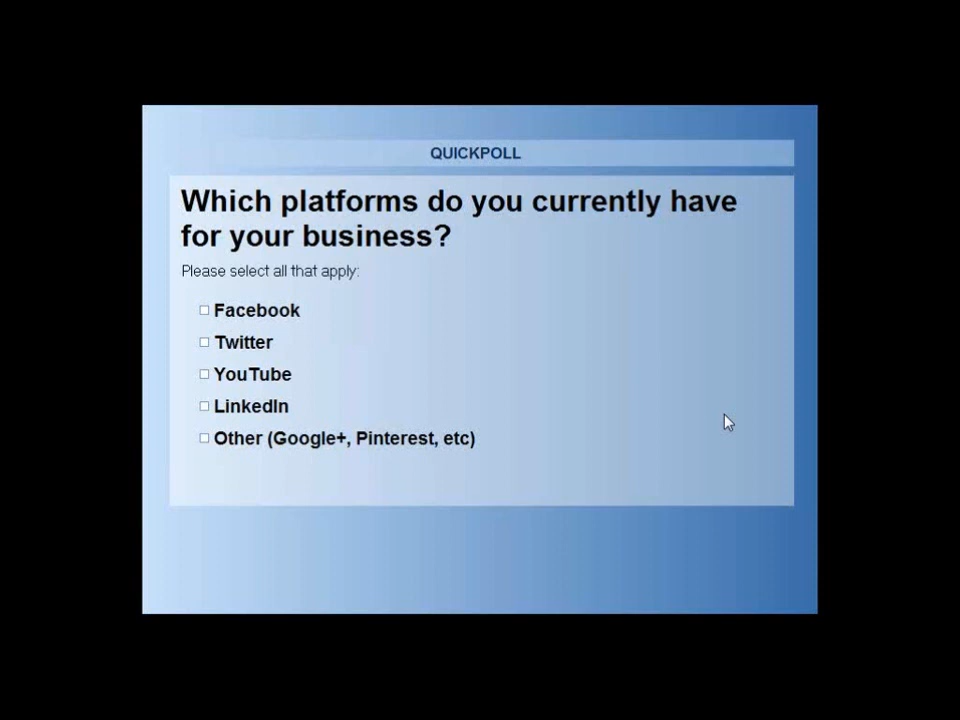 QUICKPOLL
Which platforms do you currently have
for your business?
Please select all that apply:
Facebook
Twitter
YouTube
LinkedIn
Other (Google+, Pinterest, etc)